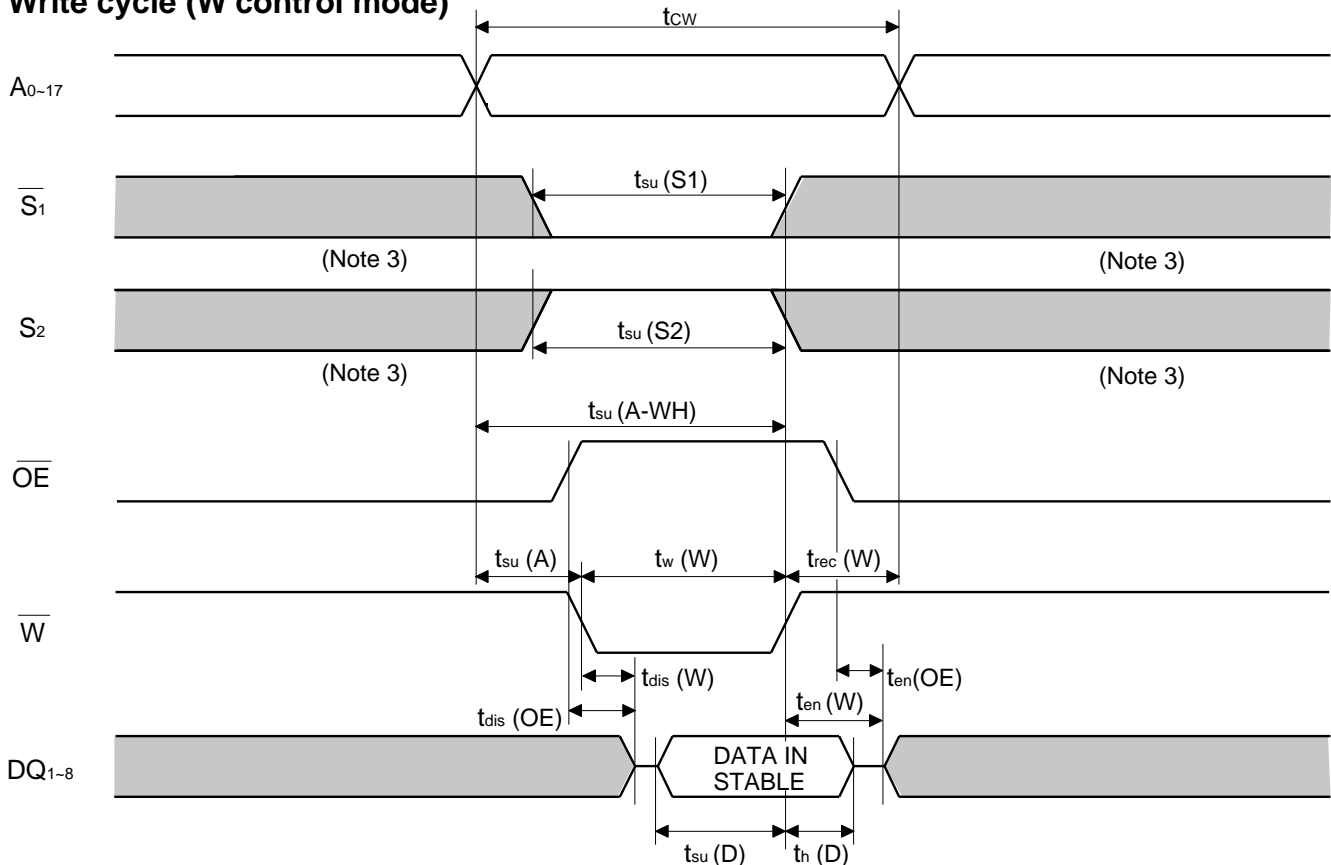 Write cycle (W control mode)
tCW
A0~17
S1
tsu (S1)
(Note 3)
(Note 3)
S2
tsu (S2)
(Note 3)
(Note 3)
tsu (A-WH)
OE
tsu (A)
tw (W)
trec (W)
W
tdis (W)
ten(OE)
tdis (OE)
ten (W)
DQ1~8
DATA IN
STABLE
tsu (D)
th (D)